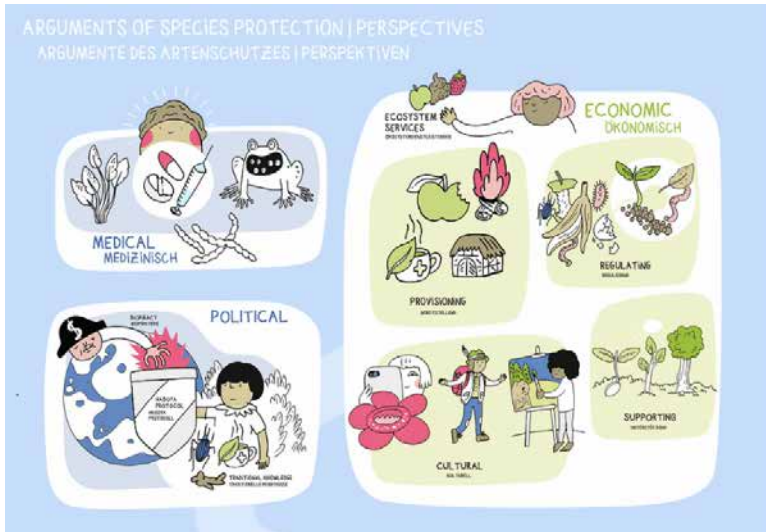 ARGUMENTS OF SPECIES PROTECTION | PERSPECTIVES
ARGUMENTE DES ARTENSCHUTZES | PERSPEKTIVEN
MEDICAL
MEDIZINISCH
POLITICAL
BIOPIRACY
NAGOYA
PROTOCOL
NAGOYA
PROTOKOLL
TRADITIONAL KNOWLEDGE
ECOSYSTEM
SERVICES
ECONOMIC
ÖKONOMISCH
PROVISIONING
REGULATING
CULTURAL
KULTURELL
SUPPORTING